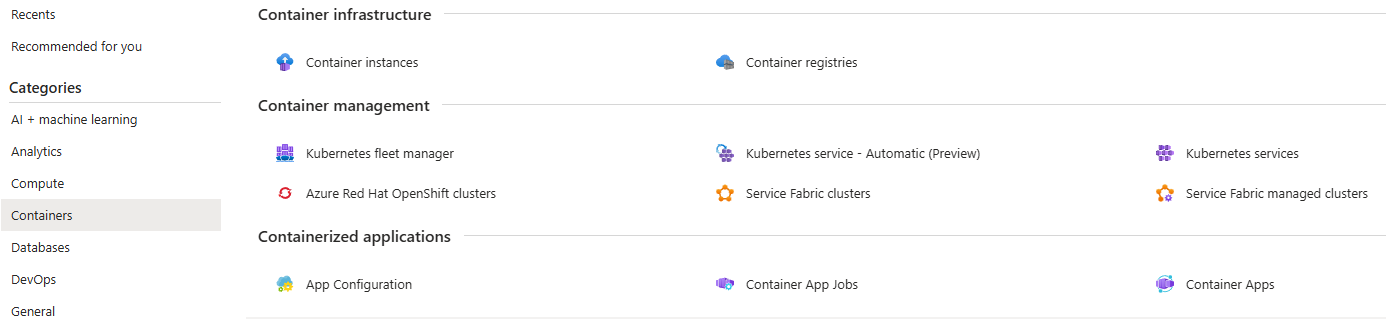 Recents
Recommended for you
Categories
AI + machine learning
Analytics
Compute
Containers
Databases
DevOps
General
Container infrastructure
Container instances
Container registries
Container management
Kubernetes fleet manager
Kubernetes service - Automatic (Preview)
Kubernetes services
Azure Red Hat OpenShift clusters
Service Fabric clusters
Service Fabric managed clusters
Containerized applications
App Configuration
Container App Jobs
Container Apps